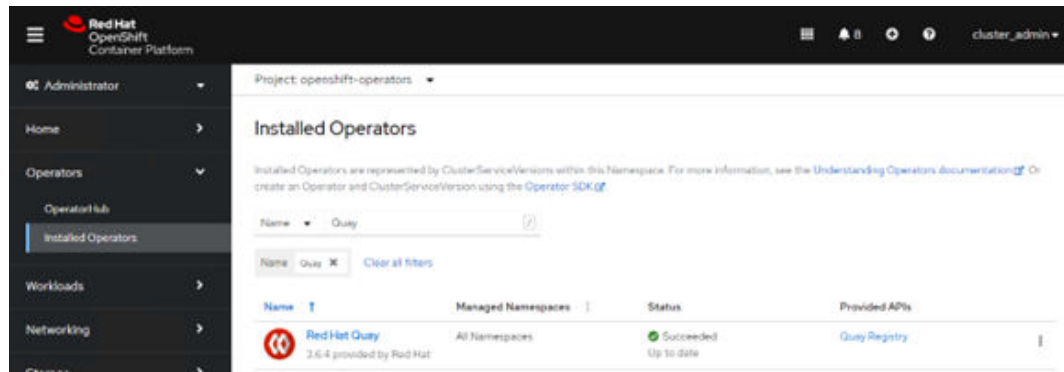 Red Hat
OpenShift
Container Platform
8
cluster_admin
Administrator
Project: openshift-operators
Home
Installed Operators
Operators
Installed Operators are represented by ClusterServiceVersions within this Namespace. For more information, see the Understanding Operators documentation Or
create an Operator and ClusterServiceVersion using the Operator SDK
OperatorHub
Name Quay /
Installed Operators
Name Quay Clear all filters
Workloads
Name Managed Namespaces Status Provided APIs
Networking
Red Hat Quay All Namespaces Succeeded Quay Registry
3.6.4 provided by Red Hat Up to date
Storage